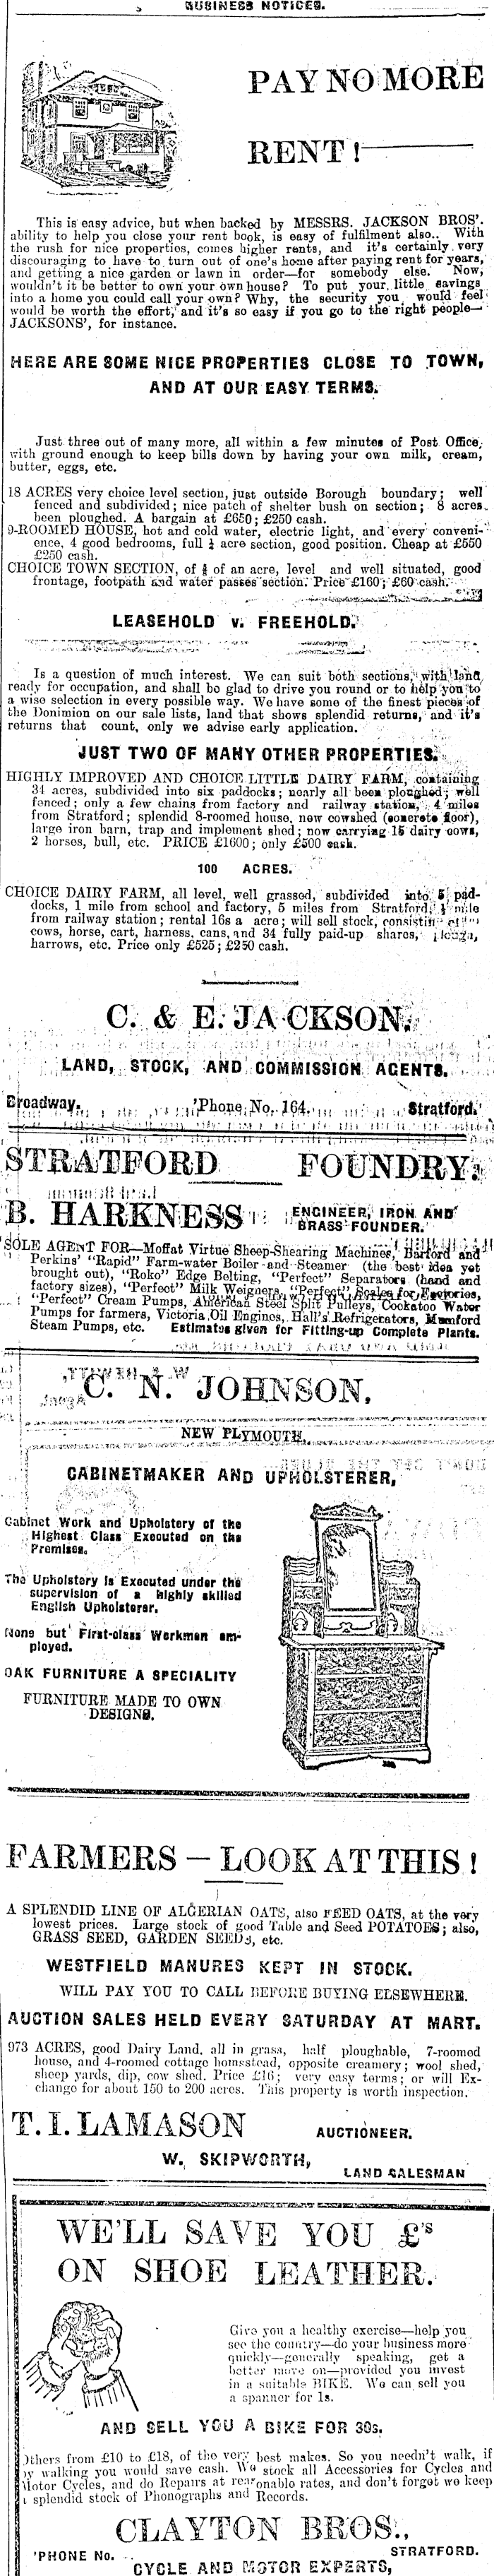 BUSINESS NOTICES.
PAY NO MORE
RENT!
This is easy advice, but when backed by MESSRS. JACKSON BROS'.
ability to help you close your rent book, is easy of fulfilment also.. With
the rush for nice properties, comes higher rents, and it's certainly very
discouraging to have to turn out of one's home after paying rent for years,
and getting a nice garden or lawn in order—for somebody else. Now,
wouldn't it be better to own your own house? To put your little savings
into a home you could call your own? Why, the security you would feel
would be worth the effort, and it's so easy if you go to the right people—
JACKSONS', for instance.
HERE ARE SOME NICE PROPERTIES CLOSE TO TOWN,
AND AT OUR EASY TERMS.
Just three out of many more, all within a few minutes of Post Office,
with ground enough to keep bills down by having your own milk, cream,
butter, eggs, etc.
18 ACRES very choice level section, just outside Borough boundary; well
fenced and subdivided; nice patch of shelter bush on section; 8 acres
been ploughed. A bargain at £650; £250 cash.
9-ROOMED HOUSE, hot and cold water, electric light, and every conveni-
ence, 4 good bedrooms, full ¼ acre section, good position. Cheap at £550
£250 cash.
CHOICE TOWN SECTION, of of an acre, level and well situated, good
frontage, footpath and water passes section. Price £160; £60 cash.
LEASEHOLD v. FREEHOLD.
Is a question of much interest. We can suit both sections, with land
ready for occupation, and shall be glad to drive you round or to help you to
a wise selection in every possible way. We have some of the finest pieces of
the Donimion on our sale lists, land that shows splendid returns, and it's
returns that count, only we advise early application.
JUST TWO OF MANY OTHER PROPERTIES.
HIGHLY IMPROVED AND CHOICE LITTLE DAIRY FARM, containing
34 acres, subdivided into six paddocks; nearly all been ploughed; well
fenced; only a few chains from factory and railway station, 4 miles
from Stratford; splendid 8-roomed house, new cowshed (concrete floor),
large iron barn, trap and implement shed; now carrying 15 dairy cows,
2 horses, bull, etc. PRICE £1600; only £500 cash.
100 ACRES.
CHOICE DAIRY FARM, all level, well grassed, subdivided into 5 pad-
docks, 1 mile from school and factory, 5 miles from Stratford, ½ mile
from railway station; rental 16s a acre; will sell stock, consisting
cows, horse, cart, harness, cans, and 34 fully paid-up shares, plough,
harrows, etc. Price only £525; £250 cash.
C. & E. JACKSON,
LAND, STOCK, AND COMMISSION AGENTS.
Broadway. 'Phone No. 164. Stratford.
STRATFORD FOUNDRY.
B. HARKNESS ENGINEER, IRON AND
BRASS FOUNDER.
SOLE AGENT FOR—Moffat Virtue Sheep-Shearing Machines, Barford and
Perkins' "Rapid" Farm-water Boiler and Steamer (the best idea yet
brought out), "Roko" Edge Belting, "Perfect" Separators (hand and
factory sizes), "Perfect" Milk Weigners, "Perfect" Scales for Factories,
"Perfect" Cream Pumps, American Steel Split Pulleys, Cookatoo Water
Pumps for farmers, Victoria Oil Engines, Hall's Refrigerators, Mumford
Steam Pumps, etc. Estimates given for Fitting-up Complete Plants.
C. N. JOHNSON,
NEW PLYMOUTH.
CABINETMAKER AND UPHOLSTERER,
Cabinet Work and Upholstery of the
Highest Class Executed on the
Premises.
The Upholstery is Executed under the
supervision of a highly skilled
English Upholsterer.
None but First-class Workmen em-
ployed.
OAK FURNITURE A SPECIALITY
FURNITURE MADE TO OWN
DESIGNS.
FARMERS — LOOK AT THIS!
A SPLENDID LINE OF ALGERIAN OATS, also FEED OATS, at the very
lowest prices. Large stock of good Table and Seed POTATOES; also,
GRASS SEED, GARDEN SEEDS, etc.
WESTFIELD MANURES KEPT IN STOCK.
WILL PAY YOU TO CALL BEFORE BUYING ELSEWHERE.
AUCTION SALES HELD EVERY SATURDAY AT MART.
973 ACRES, good Dairy Land, all in grass, half ploughable, 7-roomed
house, and 4-roomed cottage homestead, opposite creamery; wool shed,
sheep yards, dip, cow shed. Price £16; very easy terms; or will Ex-
change for about 150 to 200 acres. This property is worth inspection.
T. I. LAMASON AUCTIONEER.
W. SKIPWORTH,
LAND SALESMAN
WE'LL SAVE YOU £'s
ON SHOE LEATHER.
Give you a healthy exercise—help you
see the country—do your business more
quickly—generally speaking, get a
better move on—provided you invest
in a suitable BIKE. We can sell you
a spanner for 1s.
AND SELL YOU A BIKE FOR 30s.
Others from £10 to £18, of the very best makes. So you needn't walk, if
by walking you would save cash. We stock all Accessories for Cycles and
Motor Cycles, and do Repairs at reasonable rates, and don't forget we keep
a splendid stock of Phonographs and Records.
CLAYTON BROS.,
'PHONE No. .. STRATFORD.
CYCLE AND MOTOR EXPERTS,